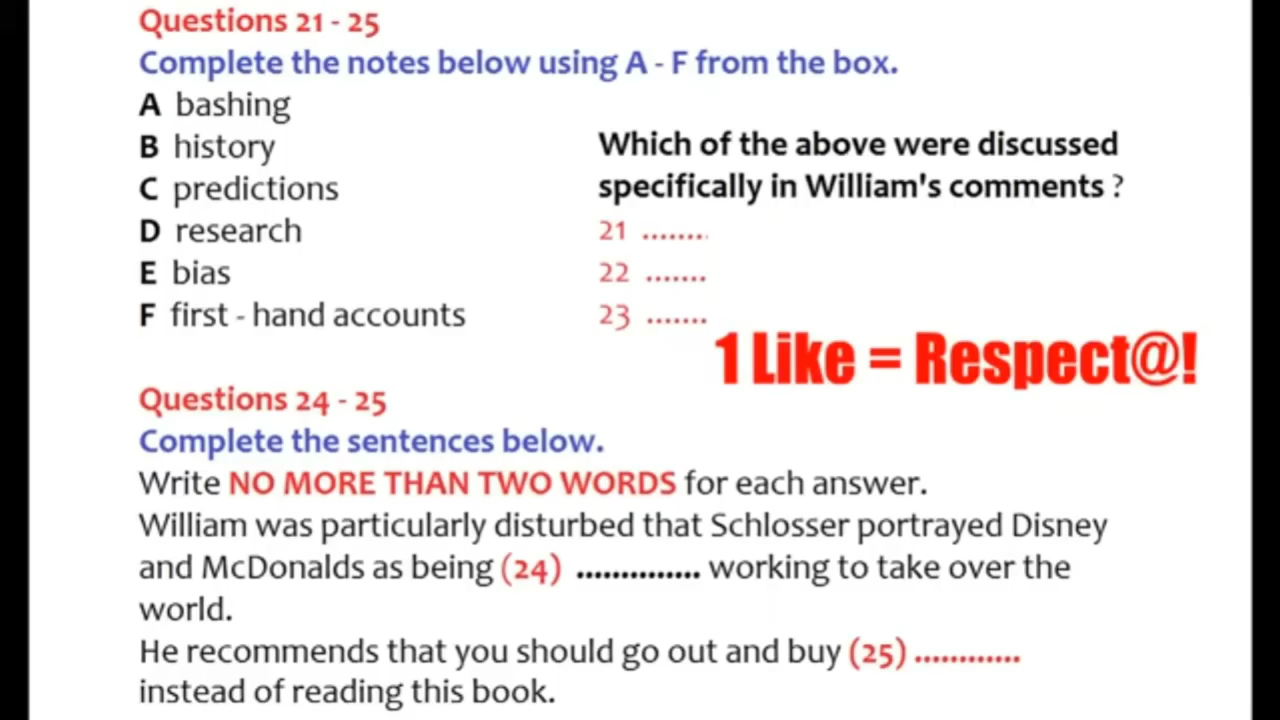 Questions 21 - 25
Complete the notes below using A - F from the box.
A bashing
B history
C predictions
D research
E bias
F first - hand accounts
Which of the above were discussed
specifically in William's comments ?
21 ........
22 .......
23 .......
1 Like = Respect@!
Questions 24 - 25
Complete the sentences below.
Write NO MORE THAN TWO WORDS for each answer.
William was particularly disturbed that Schlosser portrayed Disney
and McDonalds as being (24) .............. working to take over the
world.
He recommends that you should go out and buy (25) ............
instead of reading this book.